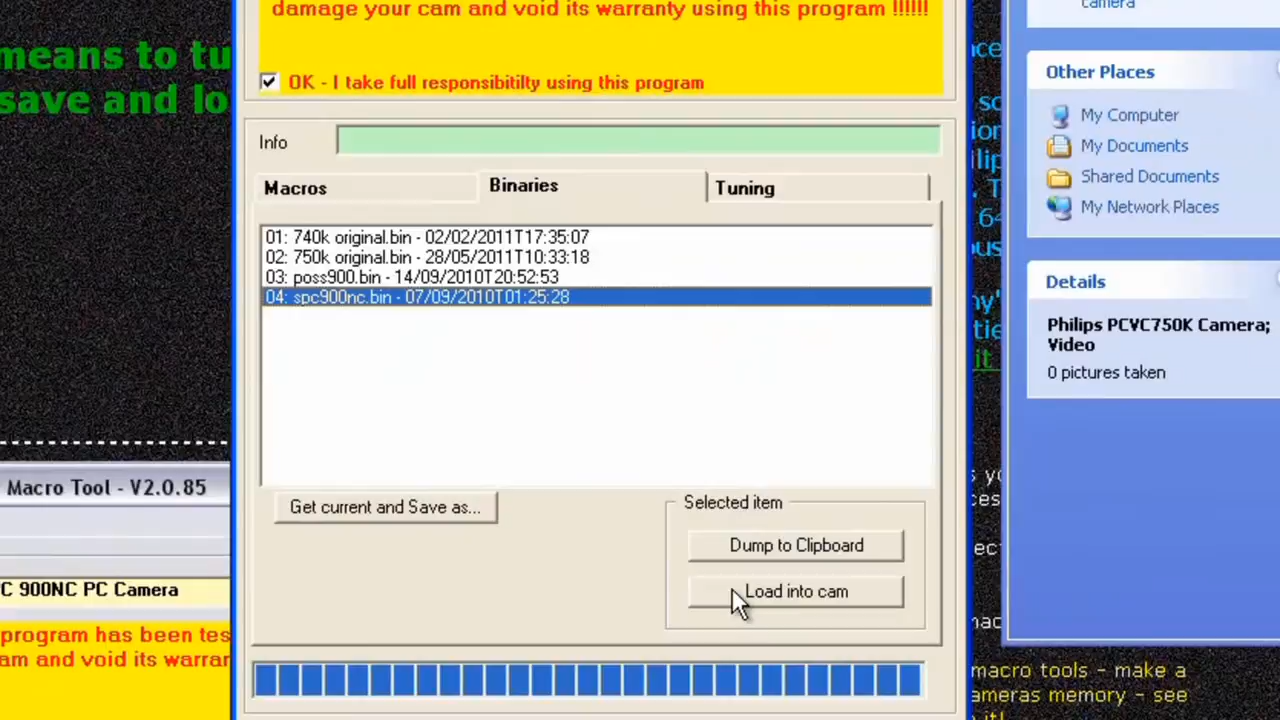 damage your cam and void its warranty using this program !!!!!!
OK - I take full responsibitilty using this program
means to tu
save and lo
Info
Macros
Binaries
Tuning
01: 740k original.bin - 02/02/2011T17:35:07
02: 750k original.bin - 28/05/2011T10:33:18
03: poss900.bin - 14/09/2010T20:52:53
04: spc900nc.bin - 07/09/2010T01:25:28
Get current and Save as...
Selected item
Dump to Clipboard
Load into cam
Macro Tool - V2.0.85
C 900NC PC Camera
program has been tes
am and void its warrar
camera
Other Places
My Computer
My Documents
Shared Documents
My Network Places
Details
Philips PCVC750K Camera;
Video
0 pictures taken
macro tools - make a
ameras memory - see
it!